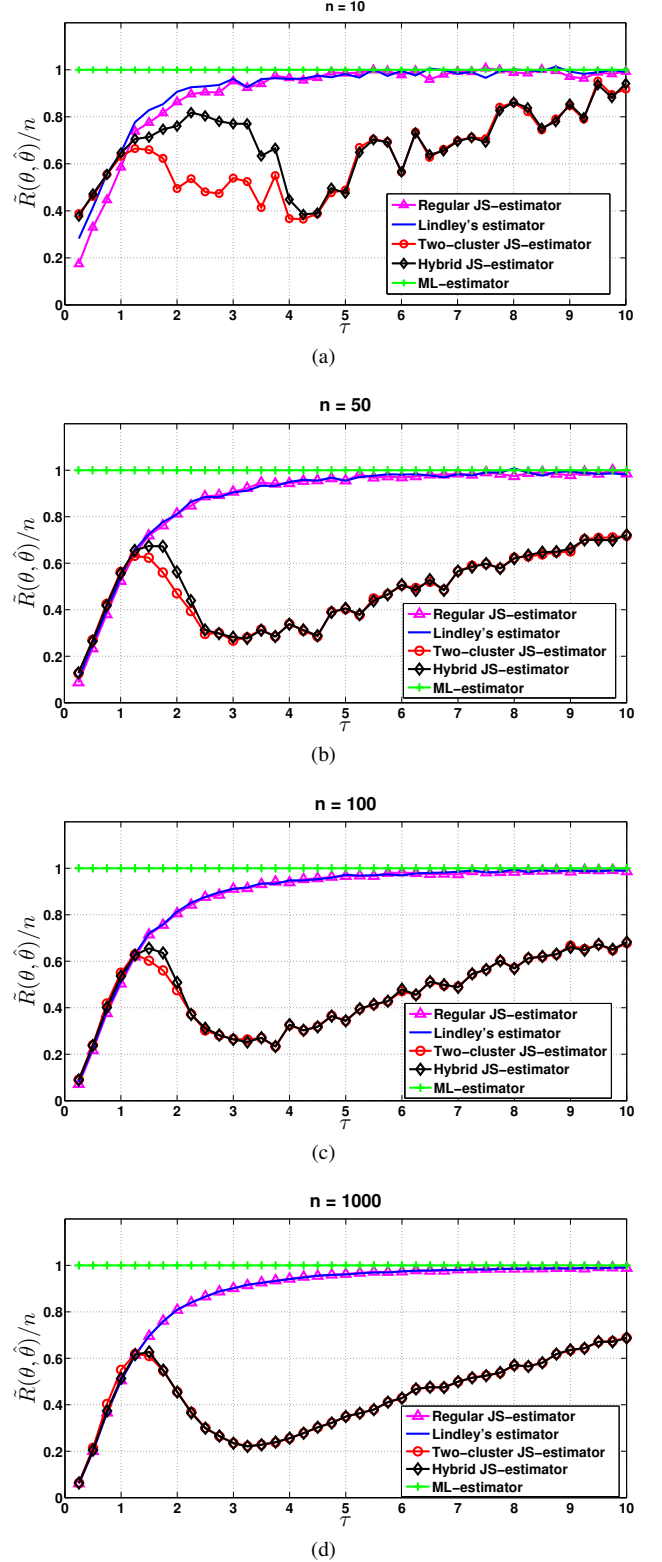 n = 10
R̃(θ, θ̂)/n
1
0.8
0.6
0.4
0.2
0
Regular JS−estimator
Lindley's estimator
Two−cluster JS−estimator
Hybrid JS−estimator
ML−estimator
0 1 2 3 4 5 6 7 8 9 10
τ
(a)
n = 50
R̃(θ, θ̂)/n
1
0.8
0.6
0.4
0.2
0
Regular JS−estimator
Lindley's estimator
Two−cluster JS−estimator
Hybrid JS−estimator
ML−estimator
0 1 2 3 4 5 6 7 8 9 10
τ
(b)
n = 100
R̃(θ, θ̂)/n
1
0.8
0.6
0.4
0.2
0
Regular JS−estimator
Lindley's estimator
Two−cluster JS−estimator
Hybrid JS−estimator
ML−estimator
0 1 2 3 4 5 6 7 8 9 10
τ
(c)
n = 1000
R̃(θ, θ̂)/n
1
0.8
0.6
0.4
0.2
0
Regular JS−estimator
Lindley's estimator
Two−cluster JS−estimator
Hybrid JS−estimator
ML−estimator
0 1 2 3 4 5 6 7 8 9 10
τ
(d)